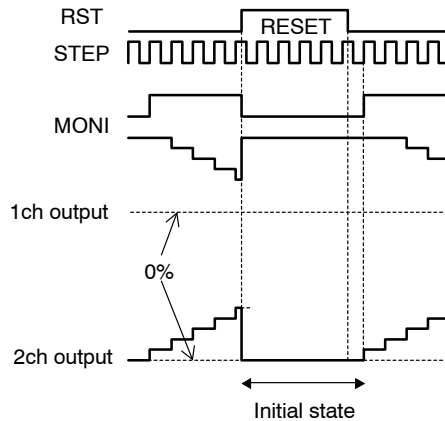 RST
RESET
STEP
MONI
1ch output
0%
2ch output
Initial state